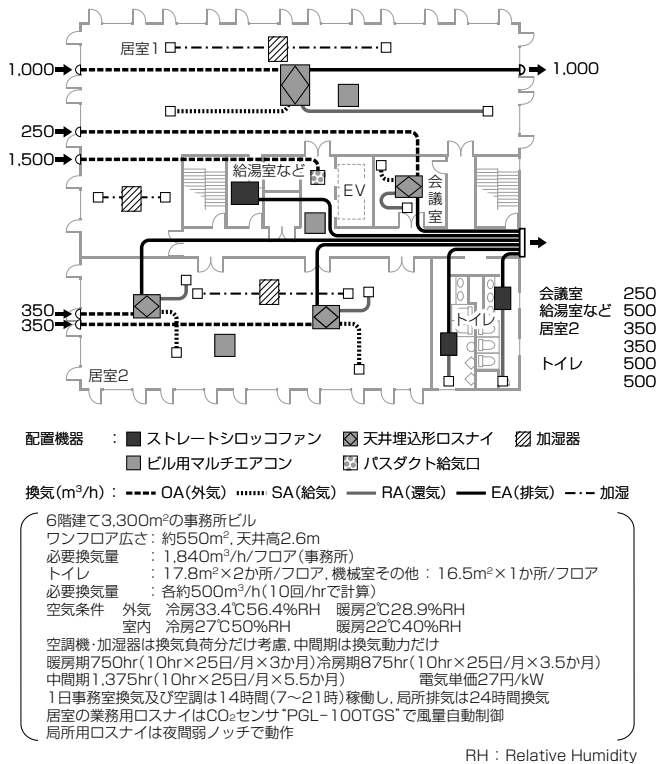 居室1
1,000
1,000
250
1,500
給湯室など
EV
会議室
350
350
トイレ
居室2
会議室 250
給湯室など 500
居室2 350
350
トイレ 500
500
配置機器 : ストレートシロッコファン 天井埋込形ロスナイ 加湿器
ビル用マルチエアコン パスダクト給気口
換気(m³/h) : OA(外気) SA(給気) RA(還気) EA(排気) 加湿
6階建て3,300m²の事務所ビル
ワンフロア広さ : 約550m², 天井高2.6m
必要換気量 : 1,840m³/h/フロア(事務所)
トイレ : 17.8m²×2か所/フロア, 機械室その他 : 16.5m²×1か所/フロア
必要換気量 : 各約500m³/h(10回/hrで計算)
空気条件 外気 冷房33.4℃56.4%RH 暖房2℃28.9%RH
室内 冷房27℃50%RH 暖房22℃40%RH
空調機・加湿器は換気負荷分だけ考慮, 中間期は換気動力だけ
暖房期750hr(10hr×25日/月×3か月)冷房期875hr(10hr×25日/月×3.5か月)
中間期1,375hr(10hr×25日/月×5.5か月) 電気単価27円/kW
1日事務室換気及び空調は14時間(7〜21時)稼働し, 局所排気は24時間換気
居室の業務用ロスナイはCO₂センサ“PGL-100TGS”で風量自動制御
局所用ロスナイは夜間弱ノッチで動作
RH : Relative Humidity